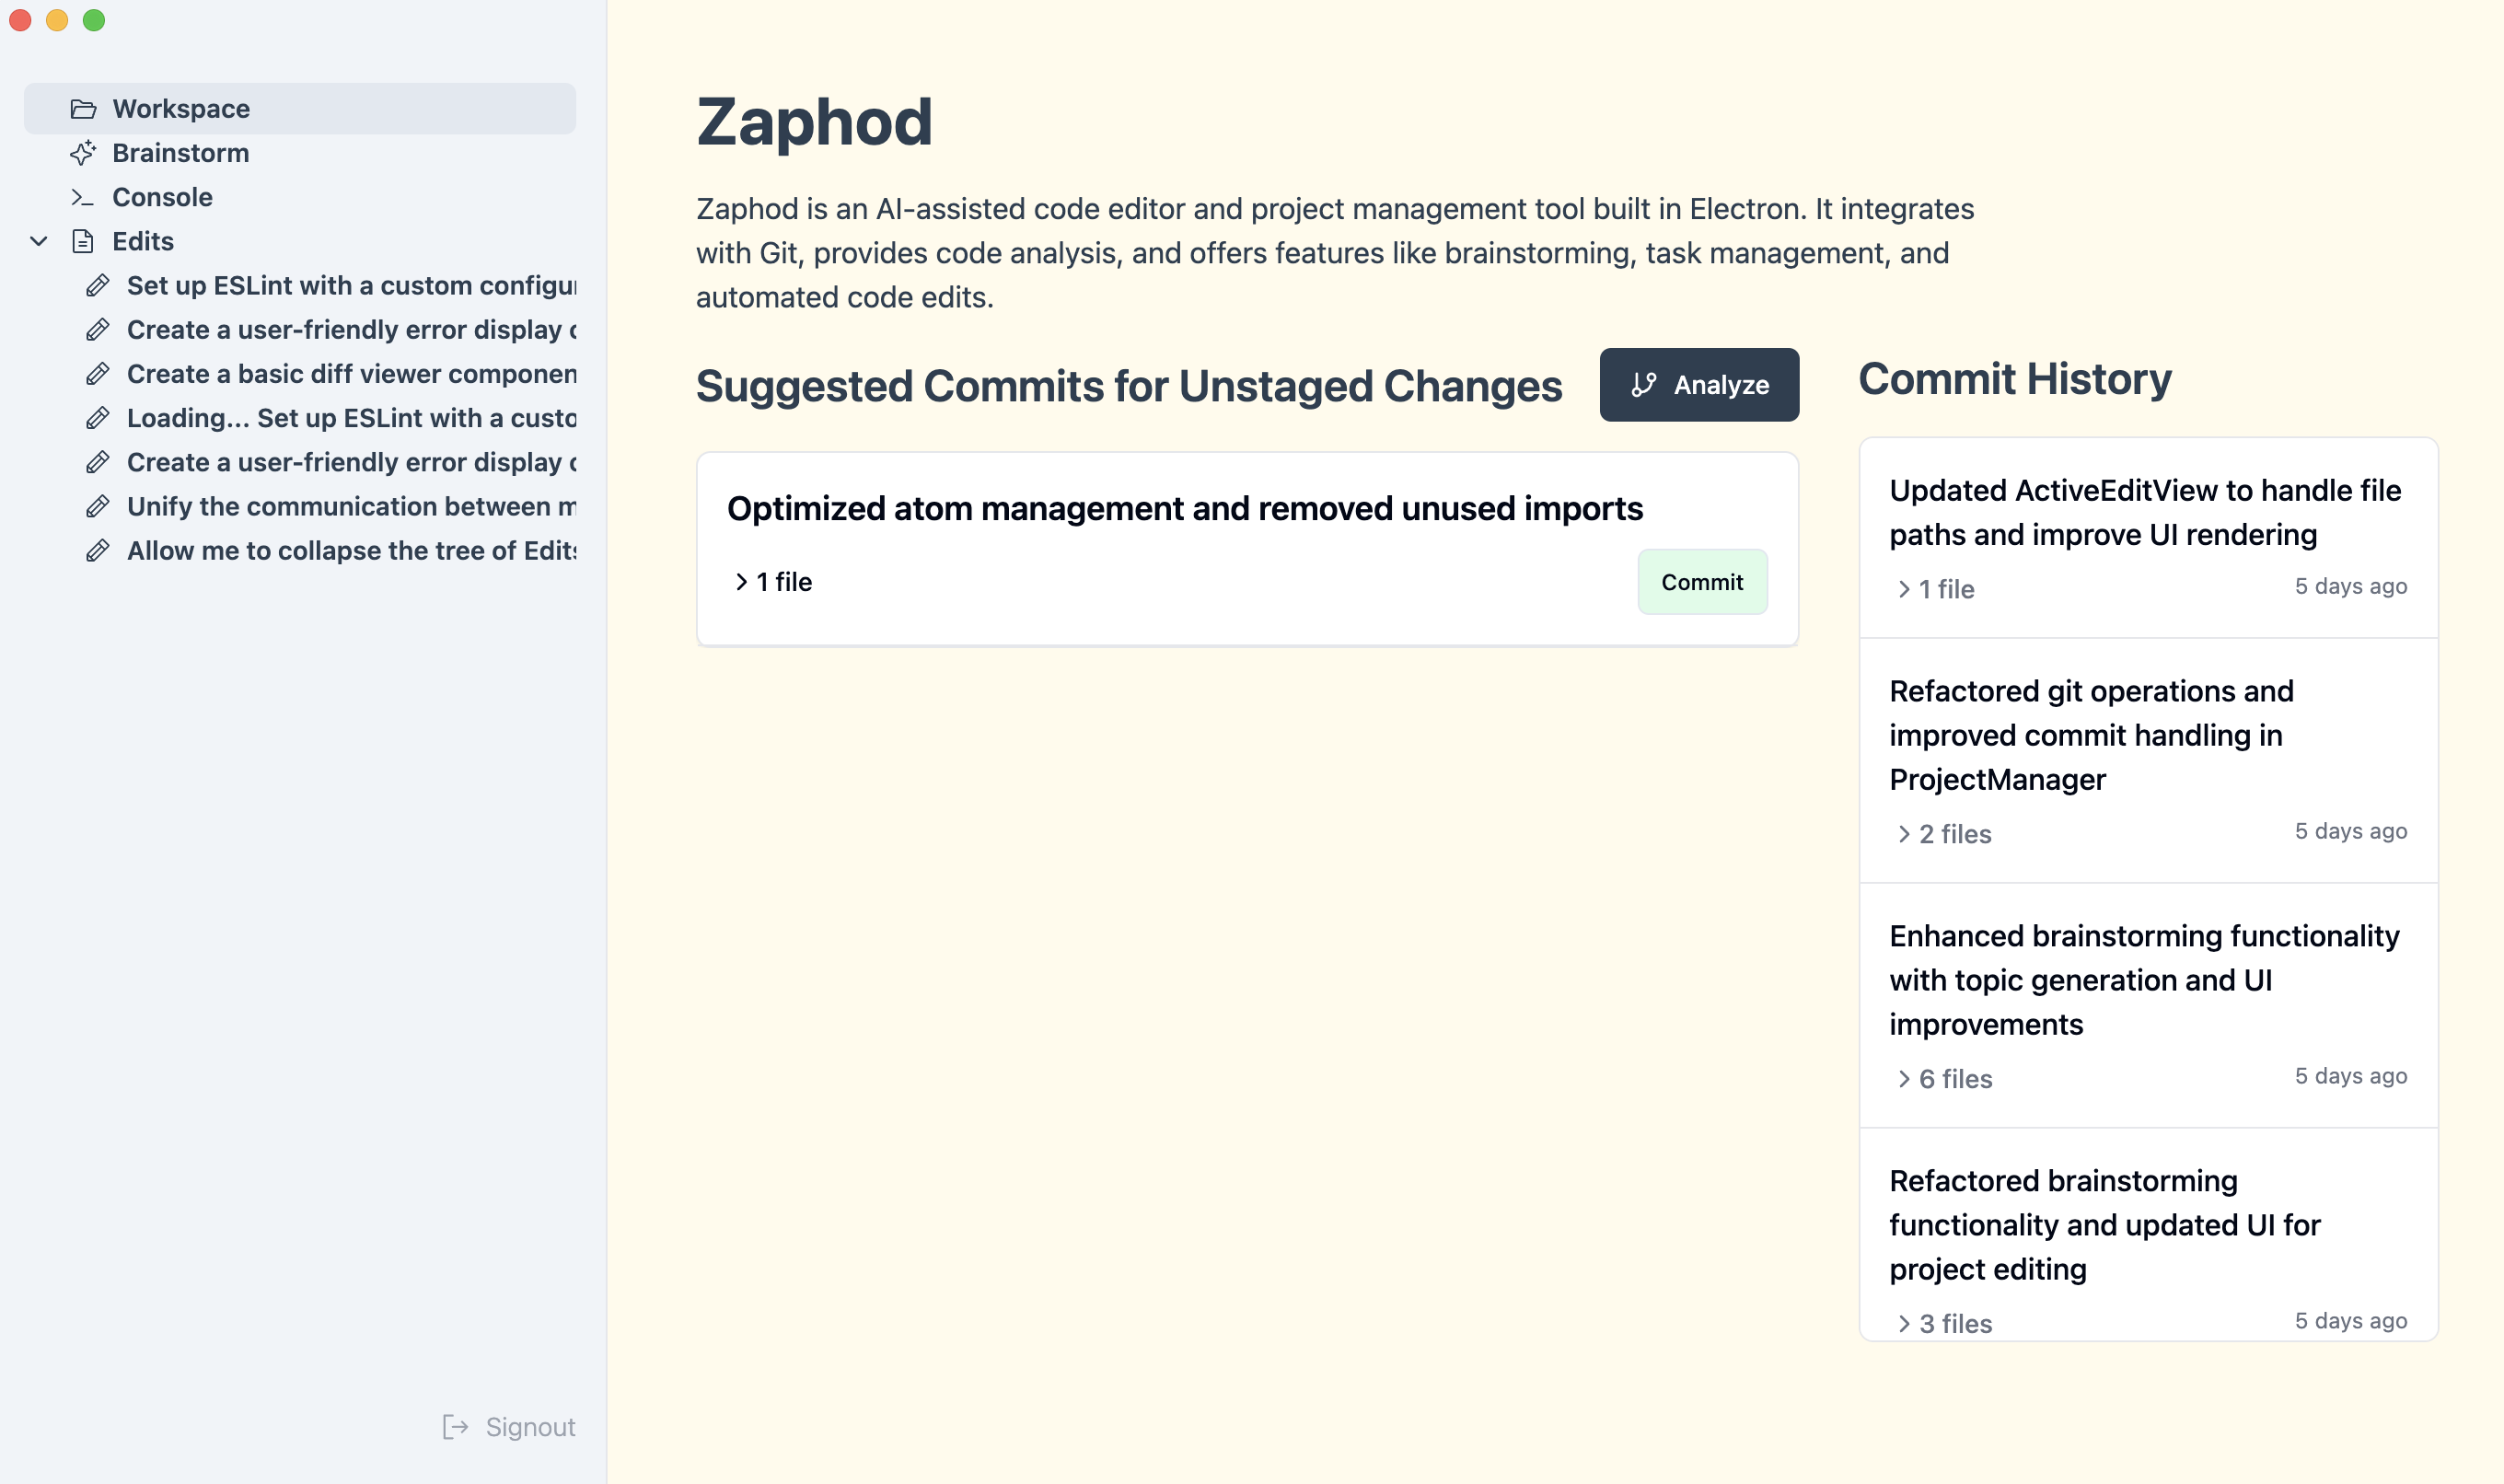 Workspace
Brainstorm
Console
Edits
Set up ESLint with a custom
Create a user-friendly error display
Create a basic diff viewer
Loading... Set up ESLint with a
Create a user-friendly error display
Unify the communication between
Allow me to collapse the tree of Edits
Signout
Zaphod
Zaphod is an AI-assisted code editor and project management tool built in Electron. It integrates
with Git, provides code analysis, and offers features like brainstorming, task management, and
automated code edits.
Suggested Commits for Unstaged Changes
Analyze
Optimized atom management and removed unused imports
1 file
Commit
Commit History
Updated ActiveEditView to handle file
paths and improve UI rendering
1 file
5 days ago
Refactored git operations and
improved commit handling in
ProjectManager
2 files
5 days ago
Enhanced brainstorming functionality
with topic generation and UI
improvements
6 files
5 days ago
Refactored brainstorming
functionality and updated UI for
project editing
3 files
5 days ago